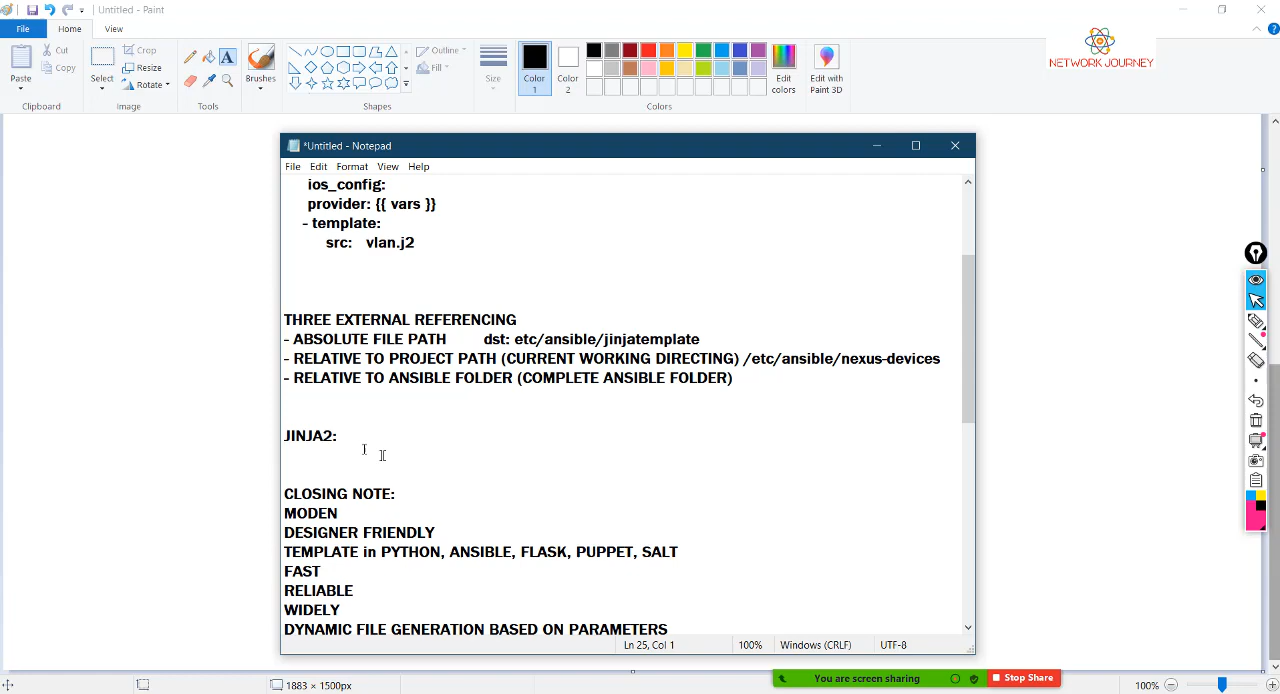 Untitled - Paint
File
Home
View
Paste
Cut
Copy
Clipboard
Select
Crop
Resize
Rotate
Image
A
Tools
Brushes
Shapes
Outline
Fill
Size
Color 1
Color 2
Edit colors
Colors
Edit with Paint 3D
NETWORK JOURNEY
*Untitled - Notepad
File Edit Format View Help
ios_config:
provider: {{ vars }}
- template:
src: vlan.j2
THREE EXTERNAL REFERENCING
- ABSOLUTE FILE PATH dst: etc/ansible/jinjatemplate
- RELATIVE TO PROJECT PATH (CURRENT WORKING DIRECTING) /etc/ansible/nexus-devices
- RELATIVE TO ANSIBLE FOLDER (COMPLETE ANSIBLE FOLDER)
JINJA2:
CLOSING NOTE:
MODEN
DESIGNER FRIENDLY
TEMPLATE in PYTHON, ANSIBLE, FLASK, PUPPET, SALT
FAST
RELIABLE
WIDELY
DYNAMIC FILE GENERATION BASED ON PARAMETERS
Ln 25, Col 1 100% Windows (CRLF) UTF-8
You are screen sharing Stop Share
1883 × 1500px
100%